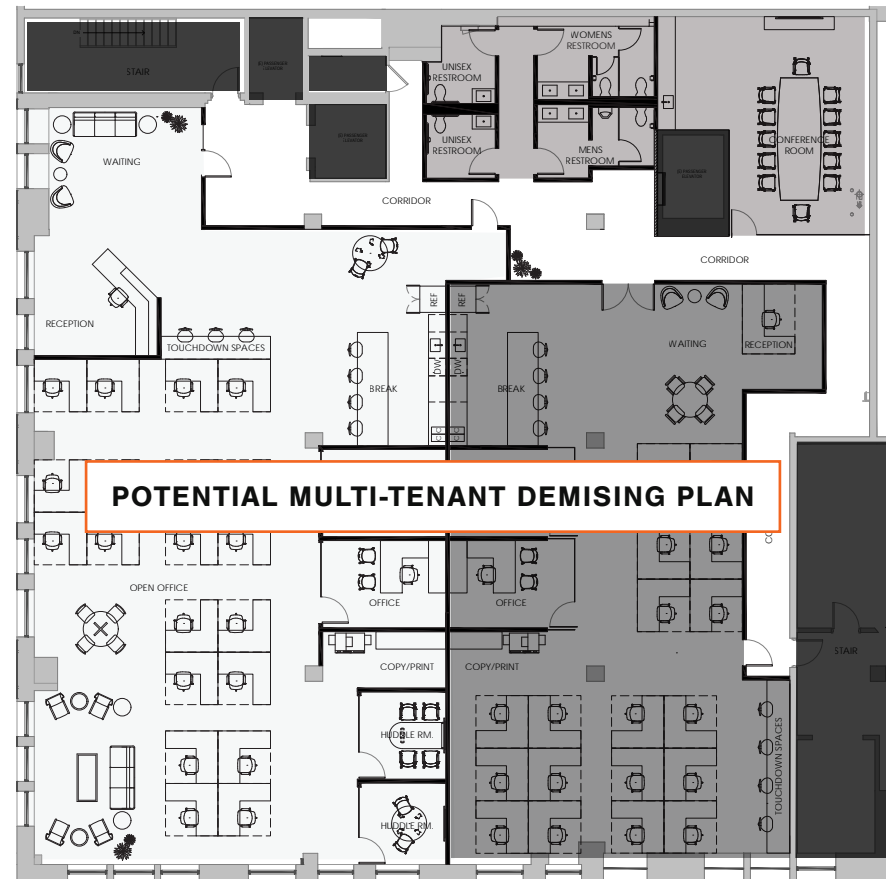 WOMENS
RESTROOM
STAIR
UNISEX
RESTROOM
WAITING
UNISEX
RESTROOM
MENS
RESTROOM
CONFERENCE
ROOM
CORRIDOR
CORRIDOR
REF
REF
RECEPTION
TOUCHDOWN SPACES
WAITING
RECEPTION
DW
DW
BREAK
BREAK
POTENTIAL MULTI-TENANT DEMISING PLAN
OPEN OFFICE
OFFICE
OFFICE
STAIR
COPY/PRINT
COPY/PRINT
HUDDLE RM.
TOUCHDOWN SPACES
HUDDLE RM.